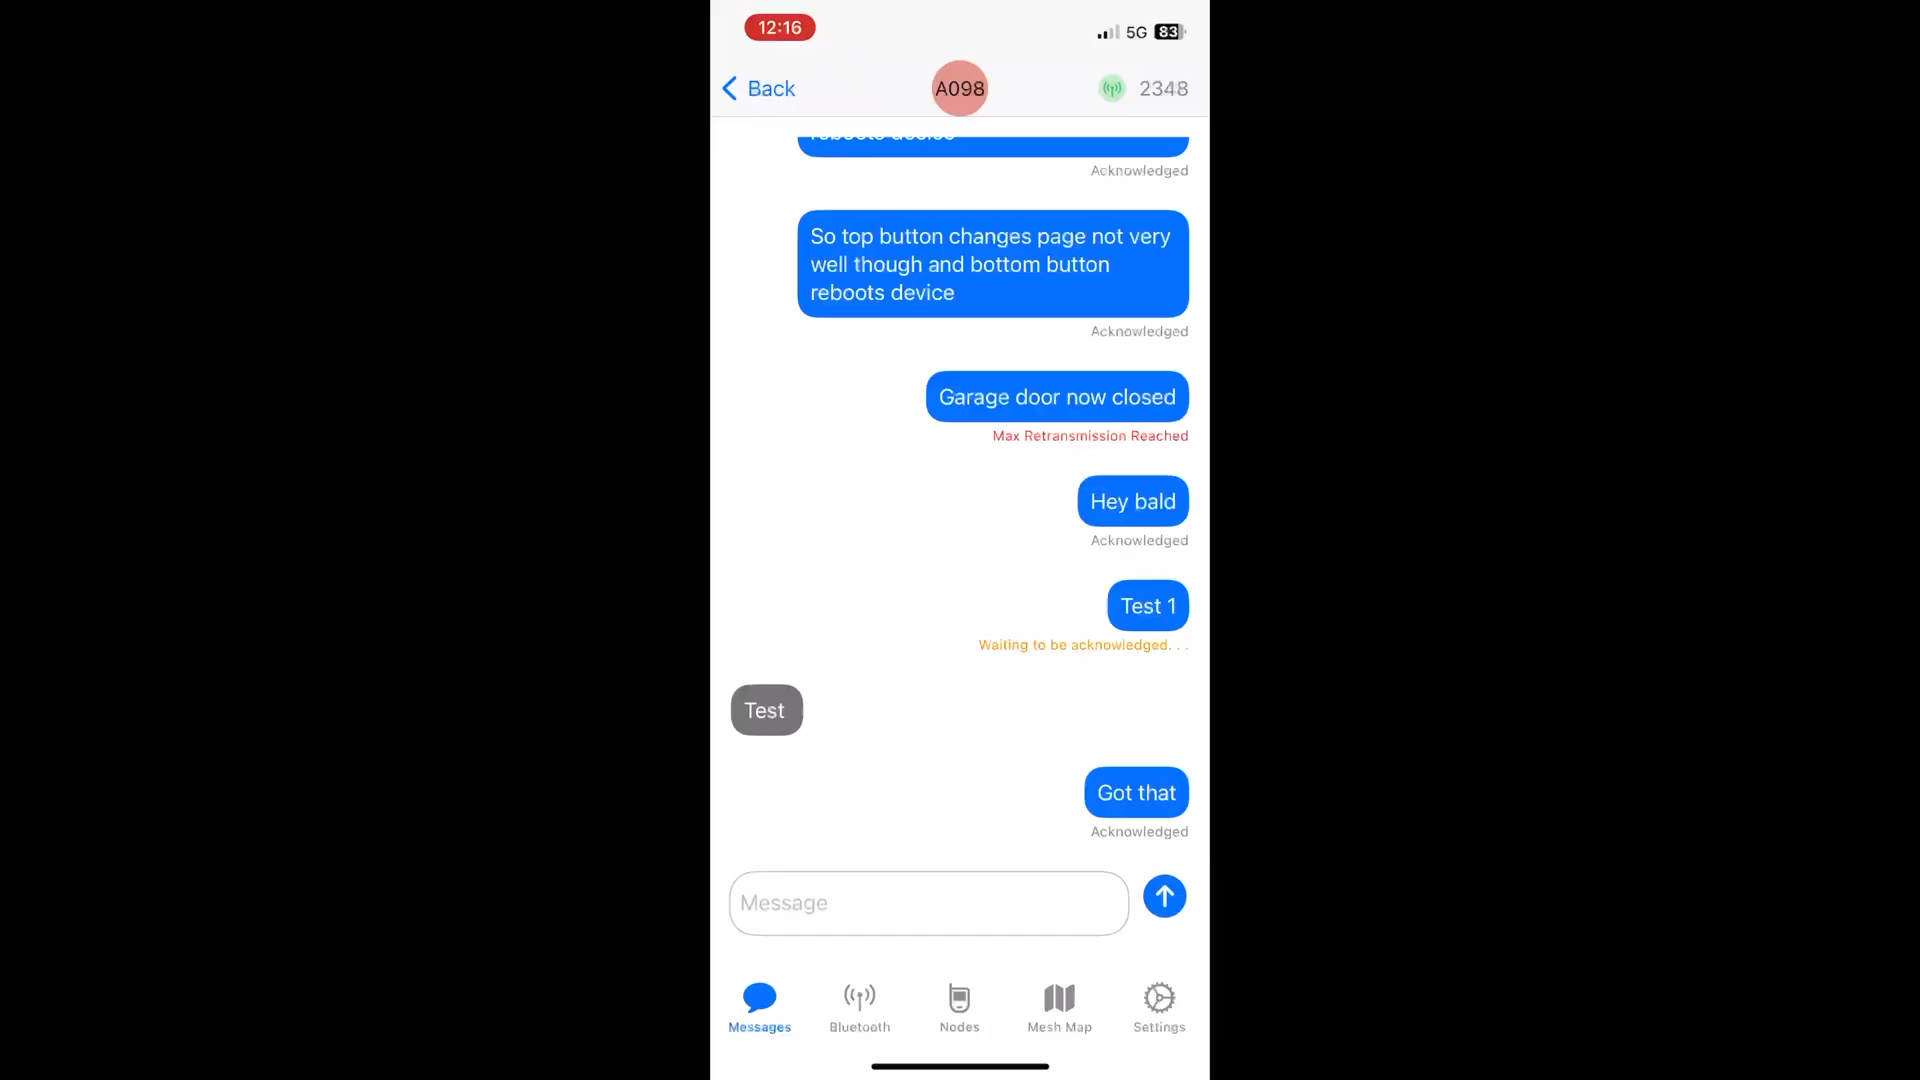 12:16
5G 83
Back
A098
2348
Acknowledged
So top button changes page not very
well though and bottom button
reboots device
Acknowledged
Garage door now closed
Max Retransmission Reached
Hey bald
Acknowledged
Test 1
Waiting to be acknowledged. . .
Test
Got that
Acknowledged
Message
Messages
Bluetooth
Nodes
Mesh Map
Settings